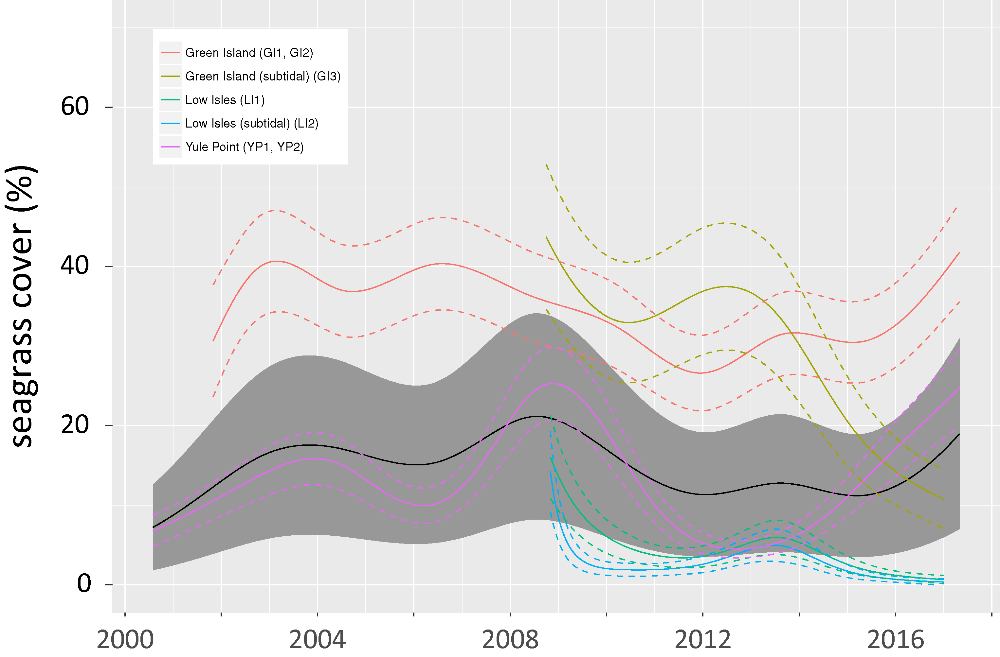 Green Island (GI1, GI2)
Green Island (subtidal) (GI3)
Low Isles (LI1)
Low Isles (subtidal) (LI2)
Yule Point (YP1, YP2)
seagrass cover (%)
60
40
20
0
2000 2004 2008 2012 2016